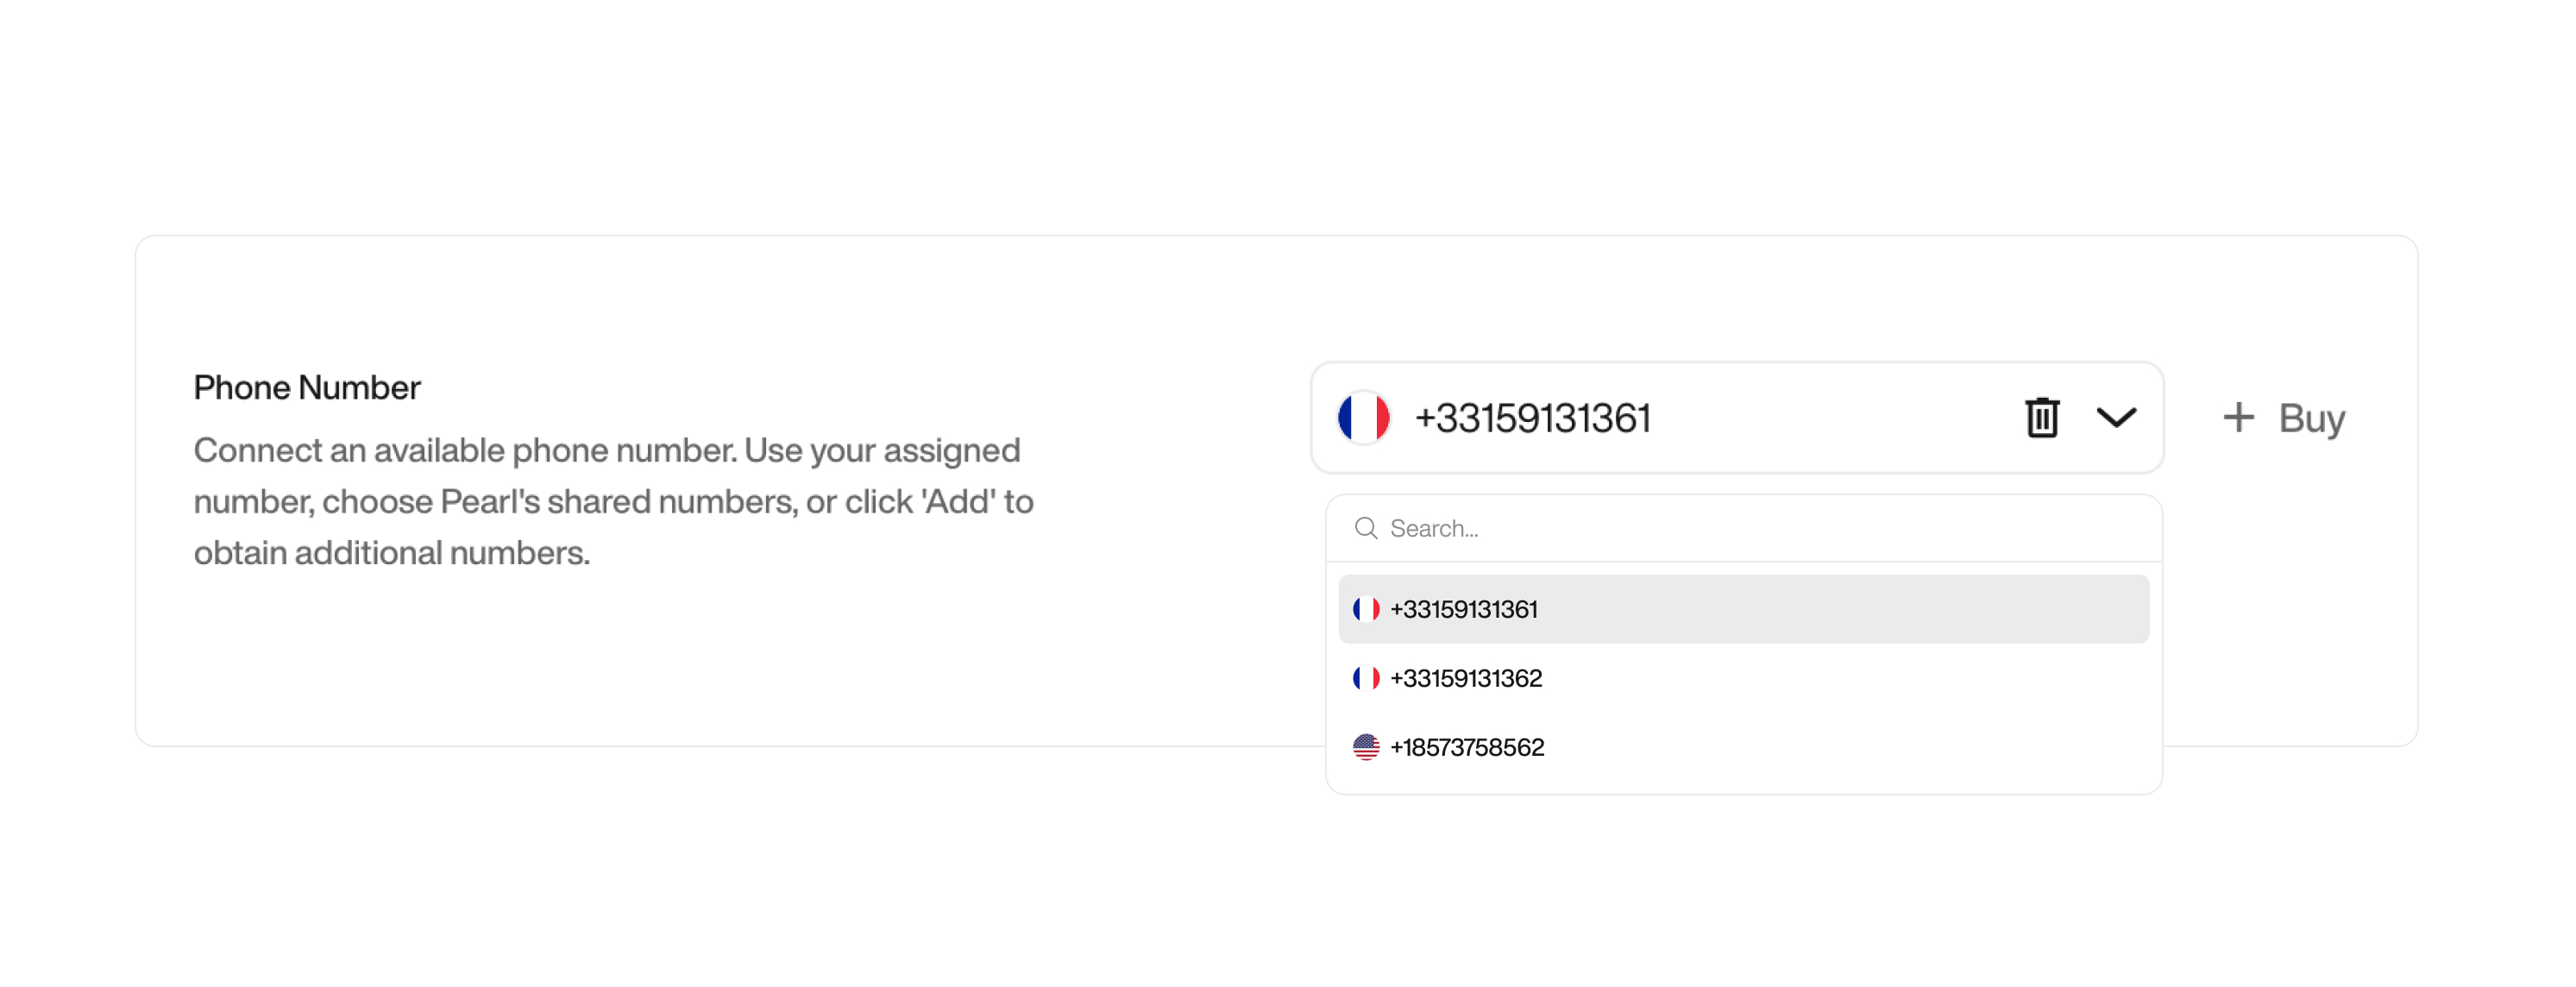 Phone Number
Connect an available phone number. Use your assigned
number, choose Pearl's shared numbers, or click 'Add' to
obtain additional numbers.
+33159131361
+ Buy
Search...
+33159131361
+33159131362
+18573758562